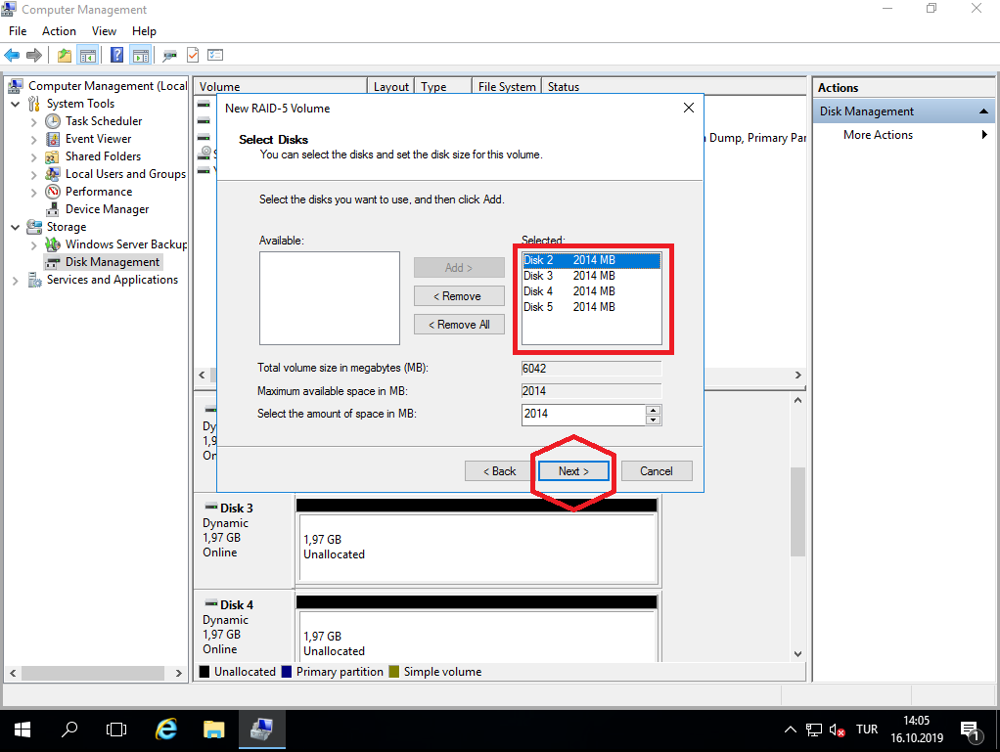 Computer Management
File Action View Help
Computer Management (Local
System Tools
Task Scheduler
Event Viewer
Shared Folders
Local Users and Groups
Performance
Device Manager
Storage
Windows Server Backup
Disk Management
Services and Applications
Volume Layout Type File System Status
Dump, Primary Par
New RAID-5 Volume
Select Disks
You can select the disks and set the disk size for this volume.
Select the disks you want to use, and then click Add.
Available:
Selected:
Add >
< Remove
< Remove All
Disk 2 2014 MB
Disk 3 2014 MB
Disk 4 2014 MB
Disk 5 2014 MB
Total volume size in megabytes (MB): 6042
Maximum available space in MB: 2014
Select the amount of space in MB: 2014
< Back Next > Cancel
Dy
1,9
On
Disk 3
Dynamic
1,97 GB
Online
1,97 GB
Unallocated
Disk 4
Dynamic
1,97 GB
Online
1,97 GB
Unallocated
Unallocated Primary partition Simple volume
Actions
Disk Management
More Actions
TUR
14:05
16.10.2019
1